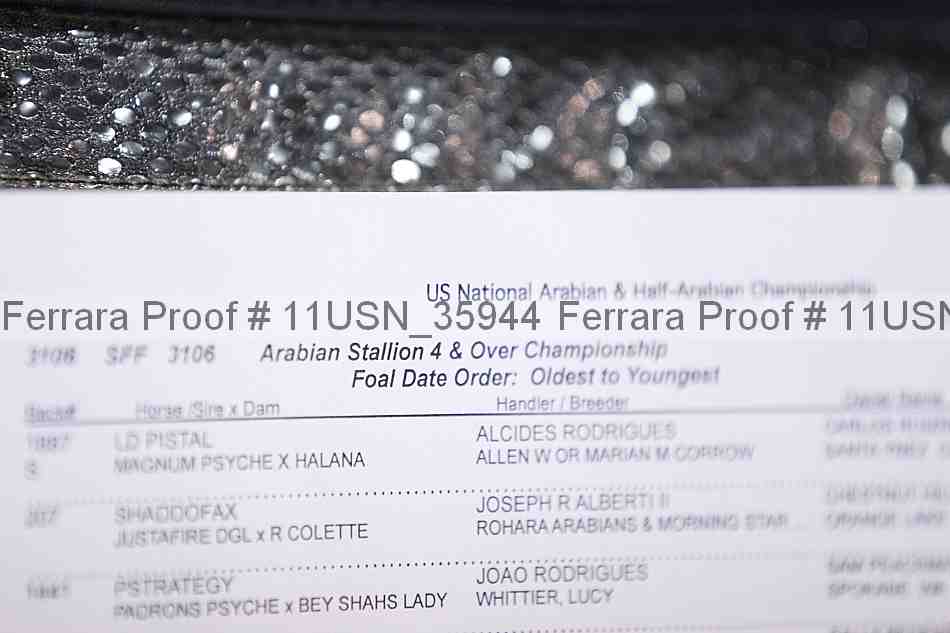 US National Arabian & Half-Arabian Championship
Ferrara Proof # 11USN_35944 Ferrara Proof # 11USN
3106 SFF 3106 Arabian Stallion 4 & Over Championship
Foal Date Order: Oldest to Youngest
Back# Horse /Sire x Dam Handler / Breeder
LD PISTAL ALCIDES RODRIGUES
S MAGNUM PSYCHE X HALANA ALLEN W OR MARIAN M CORROW
207 SHADDOFAX JOSEPH R ALBERTI II
JUSTAFIRE DGL x R COLETTE ROHARA ARABIANS & MORNING STAR ...
PSTRATEGY JOAO RODRIGUES
PADRONS PSYCHE x BEY SHAHS LADY WHITTIER, LUCY